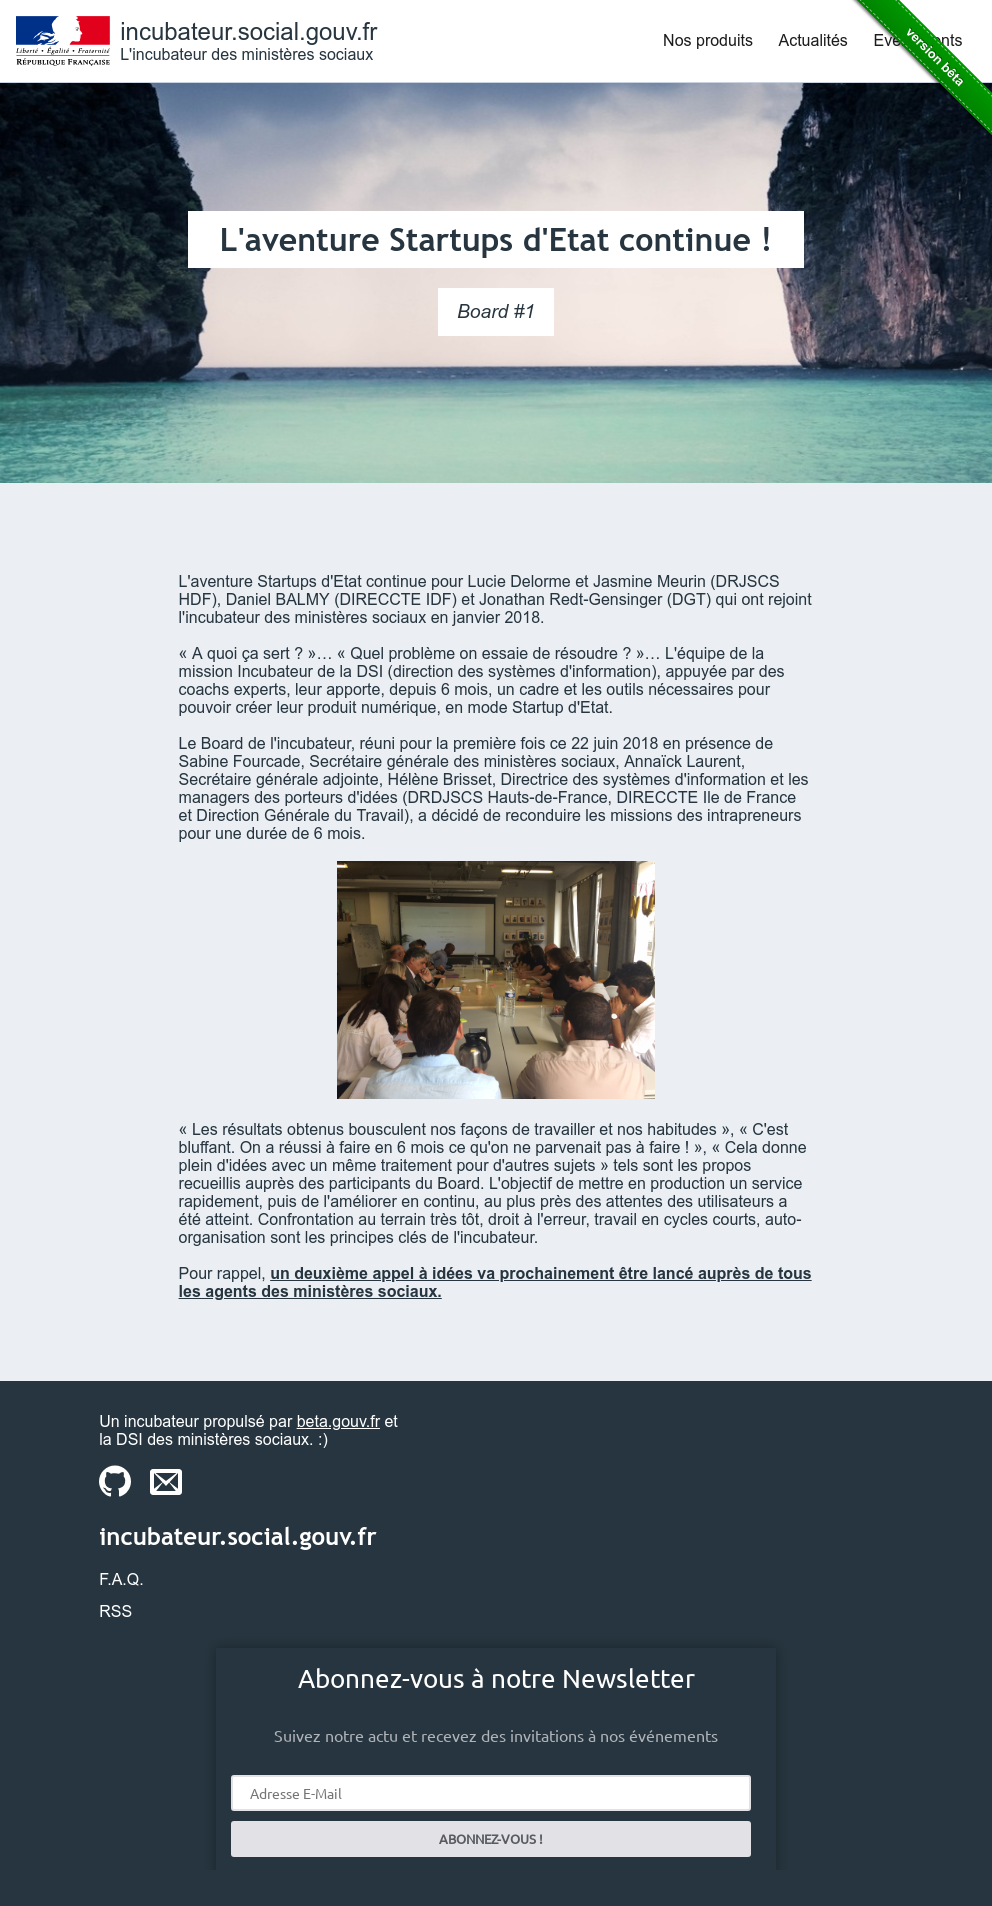 Liberté • Égalité • Fraternité
RÉPUBLIQUE FRANÇAISE
incubateur.social.gouv.fr
L'incubateur des ministères sociaux
Nos produits Actualités
version bêta
L'aventure Startups d'Etat continue !
Board #1
L'aventure Startups d'Etat continue pour Lucie Delorme et Jasmine Meurin (DRJSCS
HDF), Daniel BALMY (DIRECCTE IDF) et Jonathan Redt-Gensinger (DGT) qui ont rejoint
l'incubateur des ministères sociaux en janvier 2018.
« A quoi ça sert ? »… « Quel problème on essaie de résoudre ? »… L'équipe de la
mission Incubateur de la DSI (direction des systèmes d'information), appuyée par des
coachs experts, leur apporte, depuis 6 mois, un cadre et les outils nécessaires pour
pouvoir créer leur produit numérique, en mode Startup d'Etat.
Le Board de l'incubateur, réuni pour la première fois ce 22 juin 2018 en présence de
Sabine Fourcade, Secrétaire générale des ministères sociaux, Annaïck Laurent,
Secrétaire générale adjointe, Hélène Brisset, Directrice des systèmes d'information et les
managers des porteurs d'idées (DRDJSCS Hauts-de-France, DIRECCTE Ile de France
et Direction Générale du Travail), a décidé de reconduire les missions des intrapreneurs
pour une durée de 6 mois.
« Les résultats obtenus bousculent nos façons de travailler et nos habitudes », « C'est
bluffant. On a réussi à faire en 6 mois ce qu'on ne parvenait pas à faire ! », « Cela donne
plein d'idées avec un même traitement pour d'autres sujets » tels sont les propos
recueillis auprès des participants du Board. L'objectif de mettre en production un service
rapidement, puis de l'améliorer en continu, au plus près des attentes des utilisateurs a
été atteint. Confrontation au terrain très tôt, droit à l'erreur, travail en cycles courts, auto-
organisation sont les principes clés de l'incubateur.
Pour rappel, un deuxième appel à idées va prochainement être lancé auprès de tous
les agents des ministères sociaux.
Un incubateur propulsé par beta.gouv.fr et
la DSI des ministères sociaux. :)
incubateur.social.gouv.fr
F.A.Q.
RSS
Abonnez-vous à notre Newsletter
Suivez notre actu et recevez des invitations à nos événements
Adresse E-Mail
ABONNEZ-VOUS !